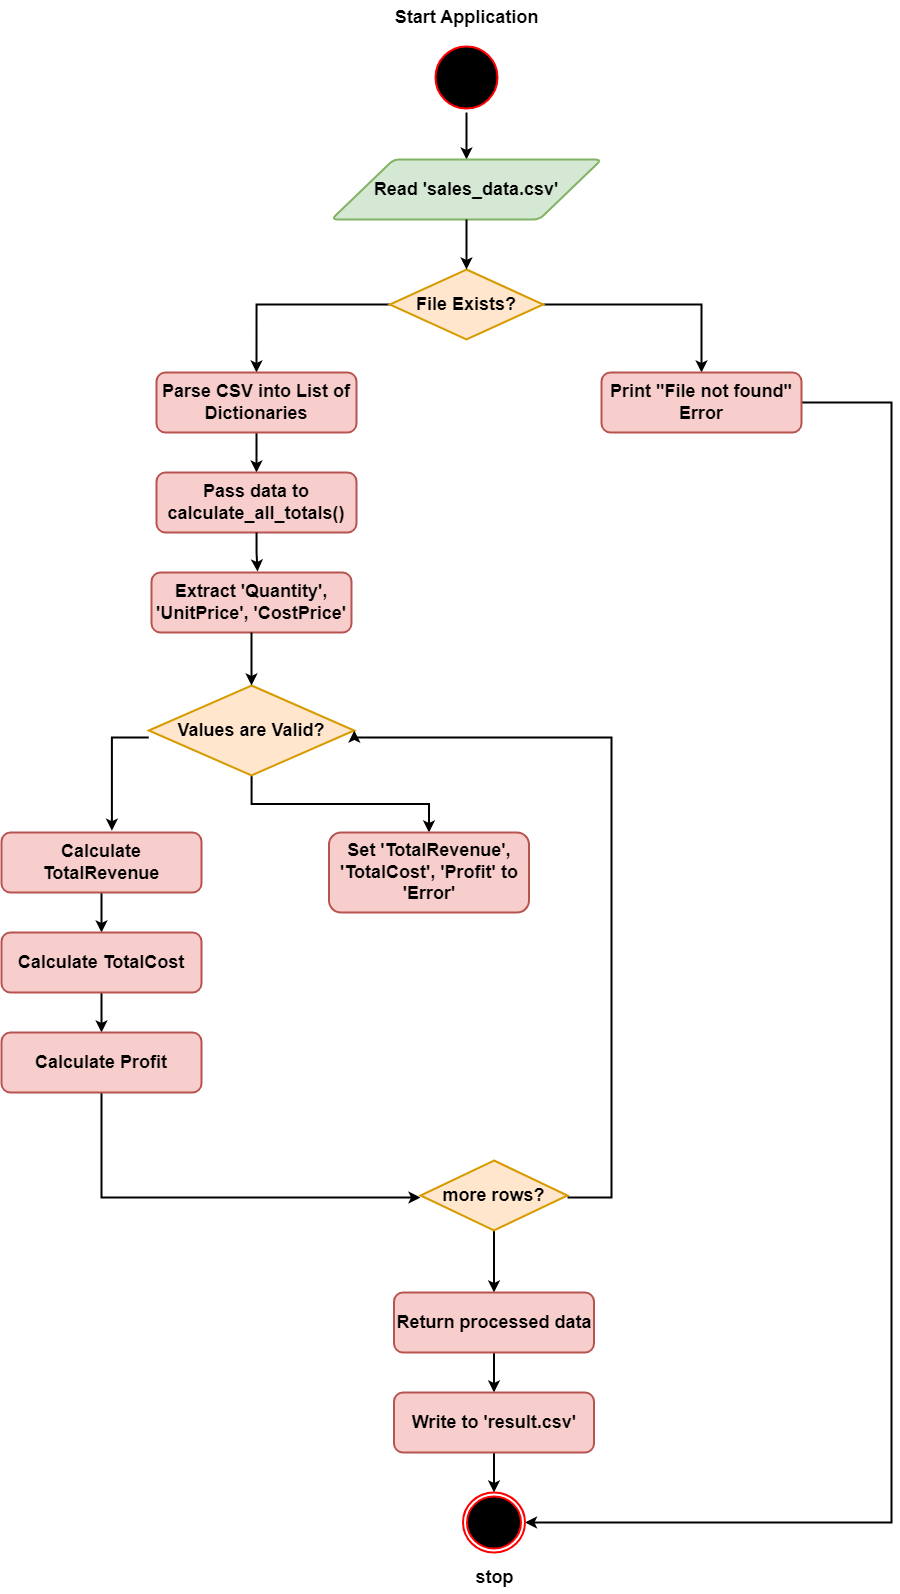 Start Application
Read 'sales_data.csv'
File Exists?
Parse CSV into List of
Dictionaries
Print "File not found"
Error
Pass data to
calculate_all_totals()
Extract 'Quantity',
'UnitPrice', 'CostPrice'
Values are Valid?
Calculate
TotalRevenue
Set 'TotalRevenue',
'TotalCost', 'Profit' to
'Error'
Calculate TotalCost
Calculate Profit
more rows?
Return processed data
Write to 'result.csv'
stop